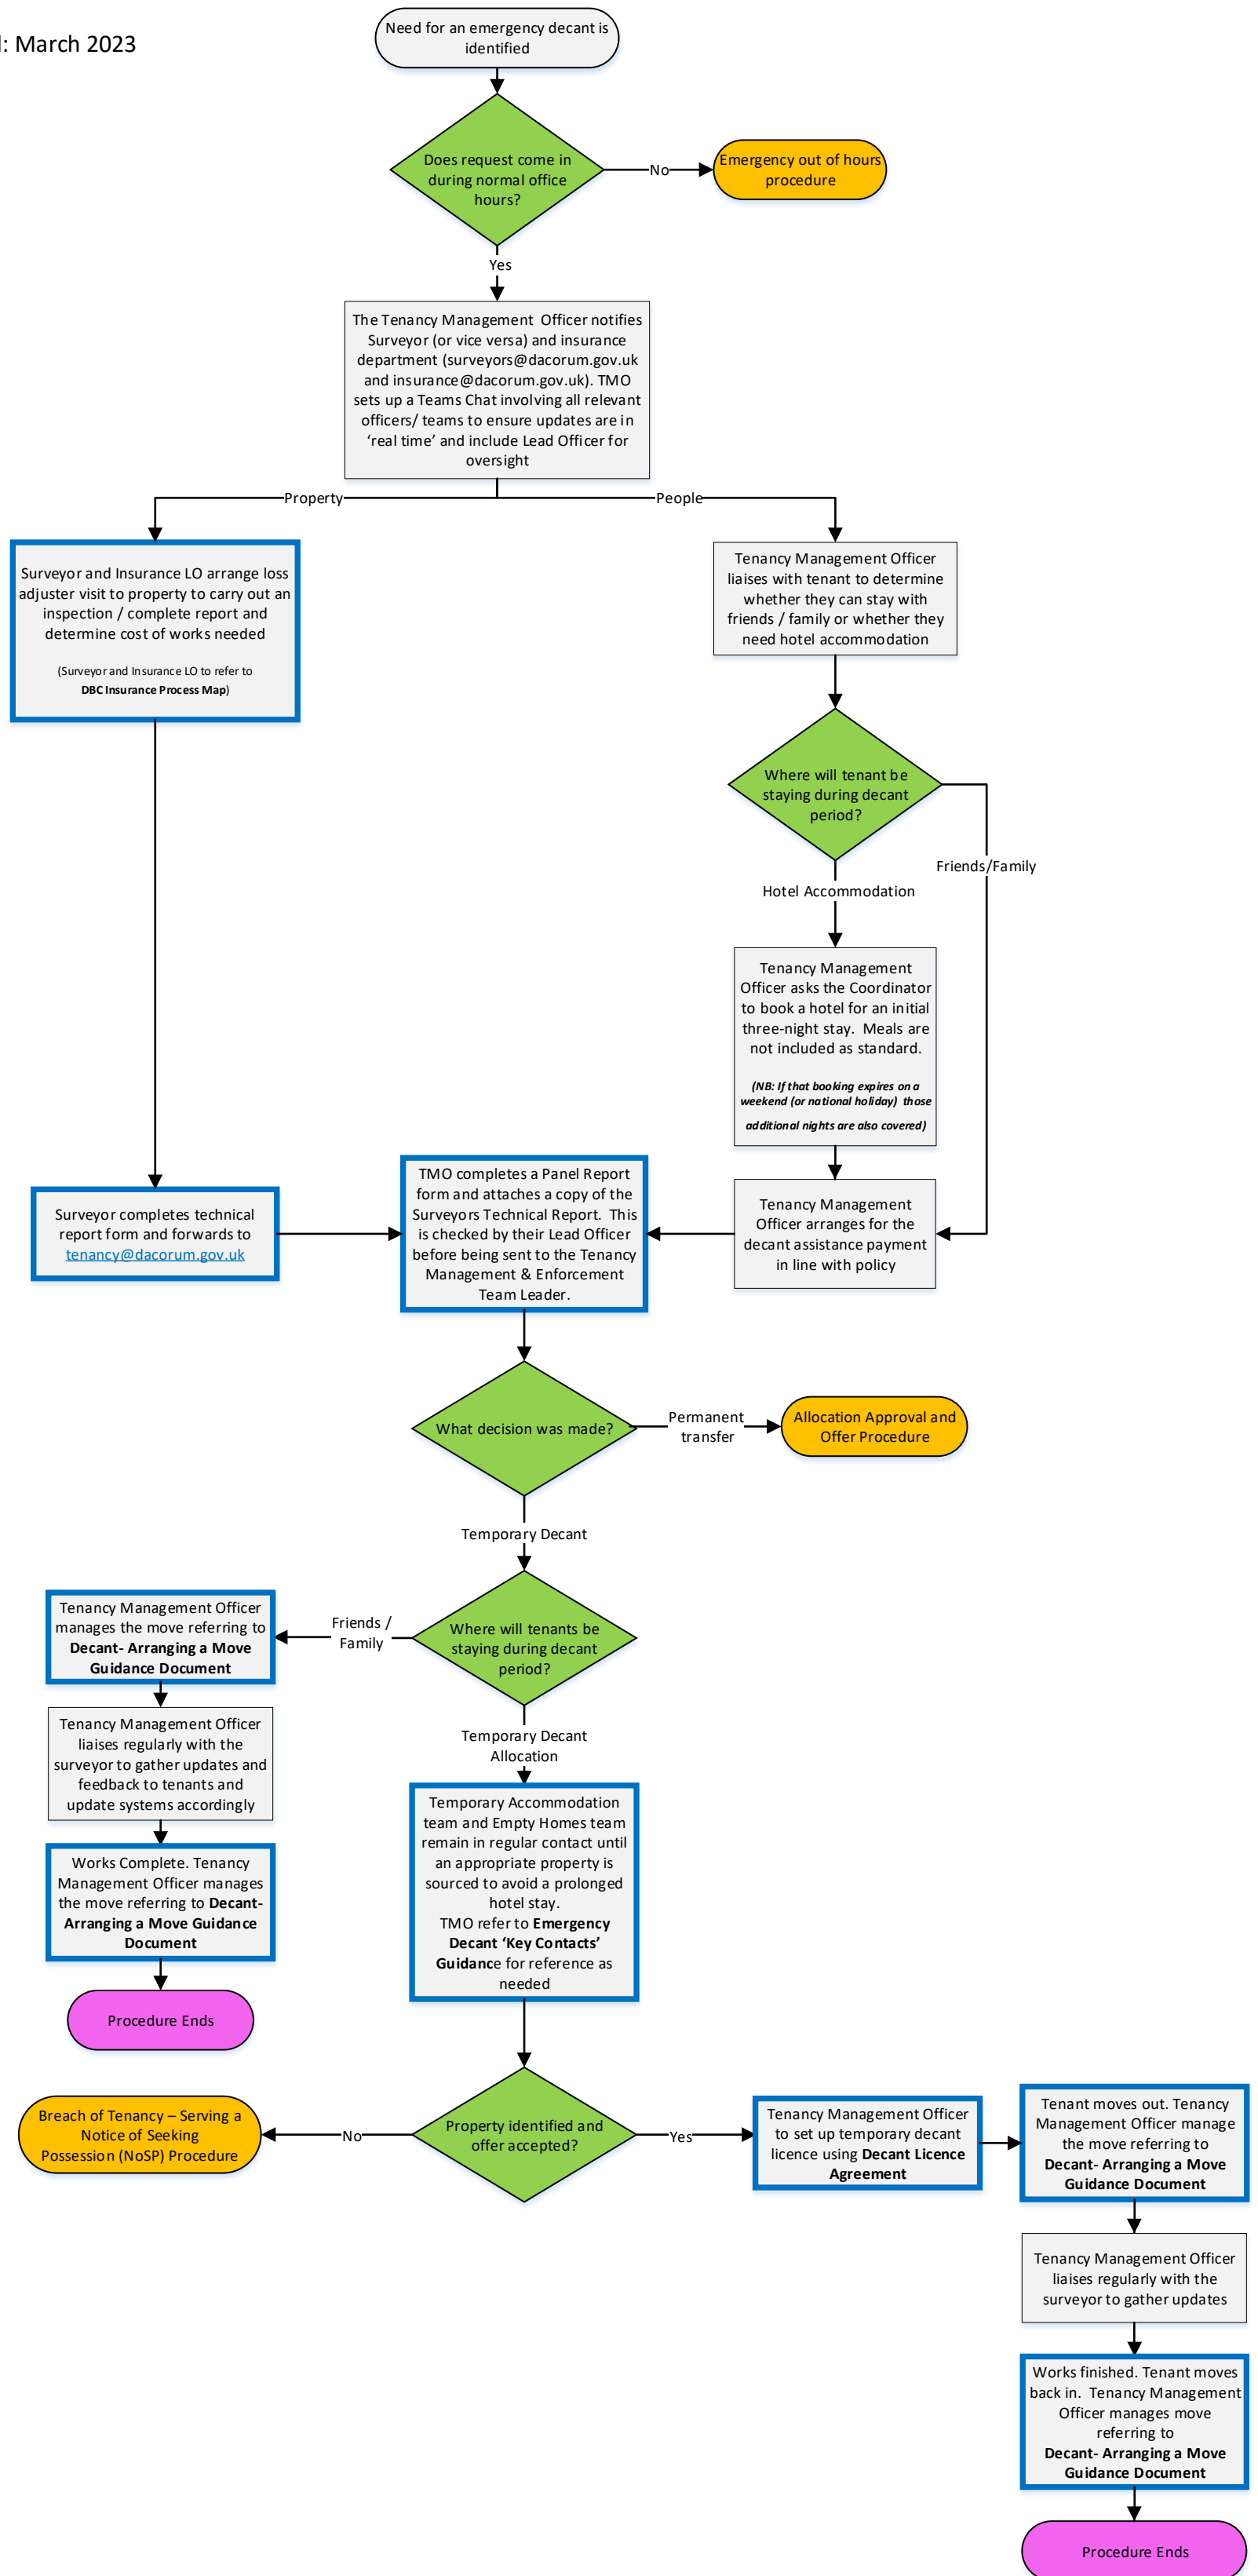 l: March 2023
Need for an emergency decant is
identified
Does request come in
during normal office
hours?
No
Emergency out of hours
procedure
Yes
The Tenancy Management Officer notifies
Surveyor (or vice versa) and insurance
department (surveyors@dacorum.gov.uk
and insurance@dacorum.gov.uk). TMO
sets up a Teams Chat involving all relevant
officers/ teams to ensure updates are in
‘real time’ and include Lead Officer for
oversight
Property
People
Surveyor and Insurance LO arrange loss
adjuster visit to property to carry out an
inspection / complete report and
determine cost of works needed
(Surveyor and Insurance LO to refer to
DBC Insurance Process Map)
Tenancy Management Officer
liaises with tenant to determine
whether they can stay with
friends / family or whether they
need hotel accommodation
Where will tenant be
staying during decant
period?
Friends/Family
Hotel Accommodation
Tenancy Management
Officer asks the Coordinator
to book a hotel for an initial
three-night stay. Meals are
not included as standard.
(NB: If that booking expires on a
weekend (or national holiday) those
additional nights are also covered)
Surveyor completes technical
report form and forwards to
tenancy@dacorum.gov.uk
TMO completes a Panel Report
form and attaches a copy of the
Surveyors Technical Report. This
is checked by their Lead Officer
before being sent to the Tenancy
Management & Enforcement
Team Leader.
Tenancy Management
Officer arranges for the
decant assistance payment
in line with policy
What decision was made?
Permanent
transfer
Allocation Approval and
Offer Procedure
Temporary Decant
Where will tenants be
staying during decant
period?
Friends /
Family
Tenancy Management Officer
manages the move referring to
Decant- Arranging a Move
Guidance Document
Tenancy Management Officer
liaises regularly with the
surveyor to gather updates and
feedback to tenants and
update systems accordingly
Works Complete. Tenancy
Management Officer manages
the move referring to Decant-
Arranging a Move Guidance
Document
Procedure Ends
Temporary Decant
Allocation
Temporary Accommodation
team and Empty Homes team
remain in regular contact until
an appropriate property is
sourced to avoid a prolonged
hotel stay.
TMO refer to Emergency
Decant ‘Key Contacts’
Guidance for reference as
needed
Property identified and
offer accepted?
No
Breach of Tenancy – Serving a
Notice of Seeking
Possession (NoSP) Procedure
Yes
Tenancy Management Officer
to set up temporary decant
licence using Decant Licence
Agreement
Tenant moves out. Tenancy
Management Officer manage
the move referring to
Decant- Arranging a Move
Guidance Document
Tenancy Management Officer
liaises regularly with the
surveyor to gather updates
Works finished. Tenant moves
back in. Tenancy Management
Officer manages move
referring to
Decant- Arranging a Move
Guidance Document
Procedure Ends